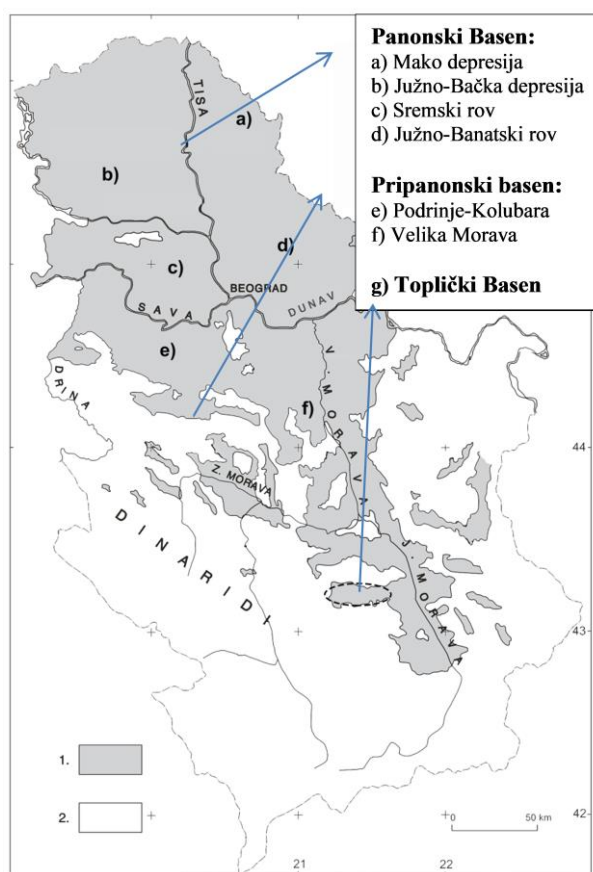 Panonski Basen:
a) Mako depresija
b) Južno-Bačka depresija
c) Sremski rov
d) Južno-Banatski rov
Pripanonski basen:
e) Podrinje-Kolubara
f) Velika Morava
g) Toplički Basen
TISA
a)
b)
d)
c)
BEOGRAD
DUNAV
SAVA
e)
DRINA
f)
V. MORAVA
44
Z. MORAVA
DINARIDI
J. MORAVA
43
1.
2.
42
0 50 km
21 22